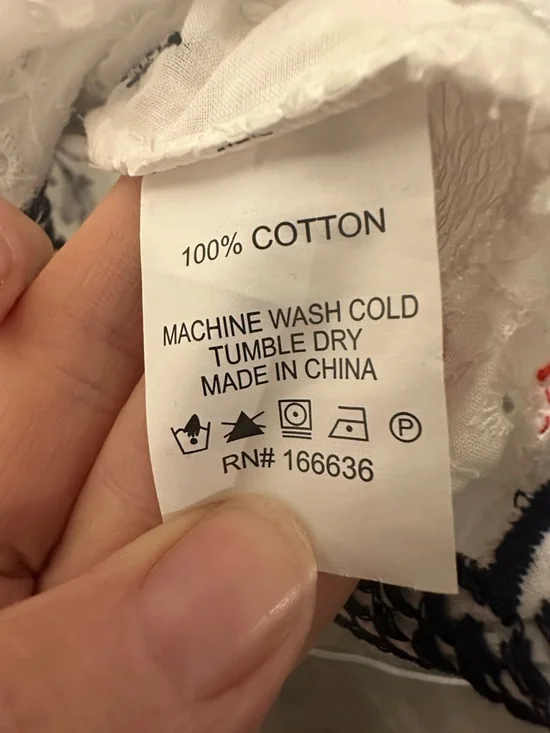 100% COTTON
MACHINE WASH COLD
TUMBLE DRY
MADE IN CHINA
P
RN# 166636